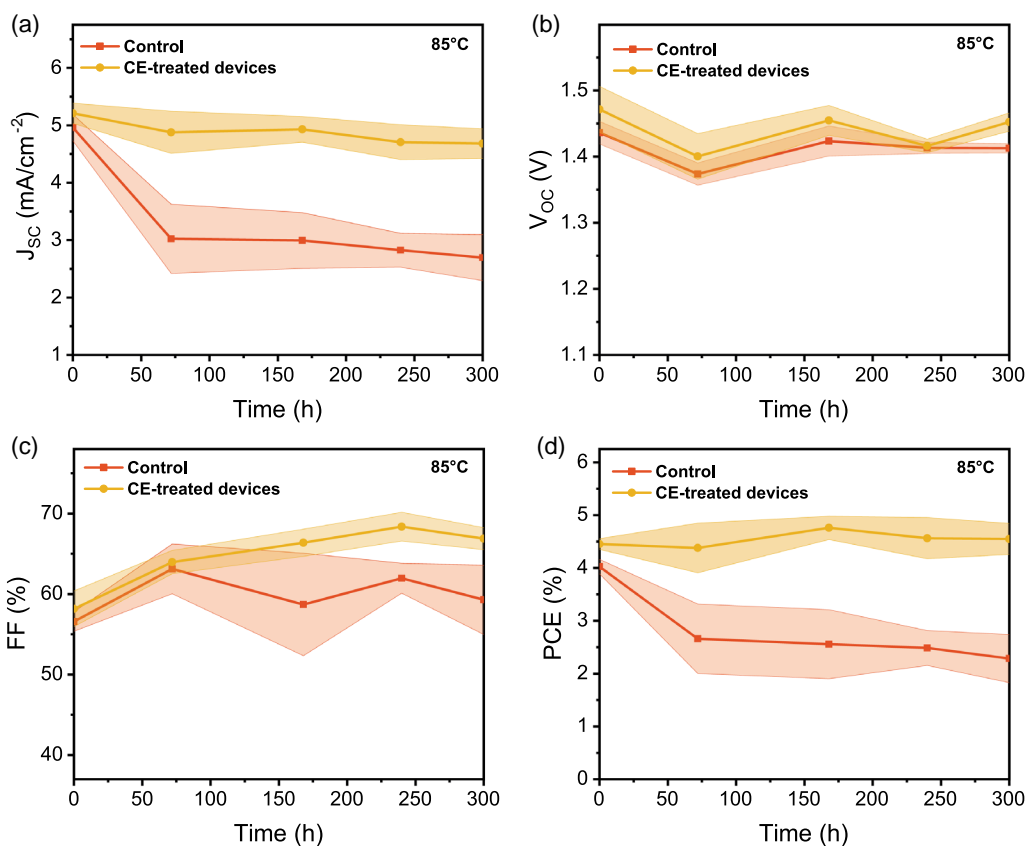 (a)
Control
CE-treated devices
85°C
J_SC (mA/cm⁻²)
6
5
4
3
2
1
0
50
100
150
200
250
300
Time (h)
(b)
Control
CE-treated devices
85°C
V_OC (V)
1.5
1.4
1.3
1.2
1.1
0
50
100
150
200
250
300
Time (h)
(c)
Control
CE-treated devices
85°C
FF (%)
70
60
50
40
0
50
100
150
200
250
300
Time (h)
(d)
Control
CE-treated devices
85°C
PCE (%)
6
5
4
3
2
1
0
0
50
100
150
200
250
300
Time (h)